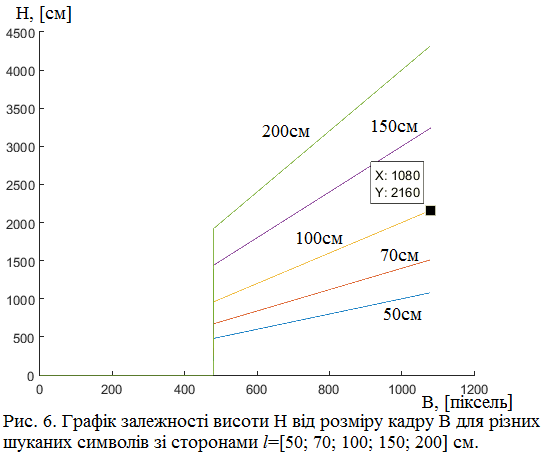 H, [см]
4500
4000
3500
3000
2500
2000
1500
1000
500
0
200см
150см
X: 1080
Y: 2160
100см
70см
50см
0 200 400 600 800 1000 1200
B, [піксель]
Рис. 6. Графік залежності висоти H від розміру кадру B для різних
шуканих символів зі сторонами l=[50; 70; 100; 150; 200] см.